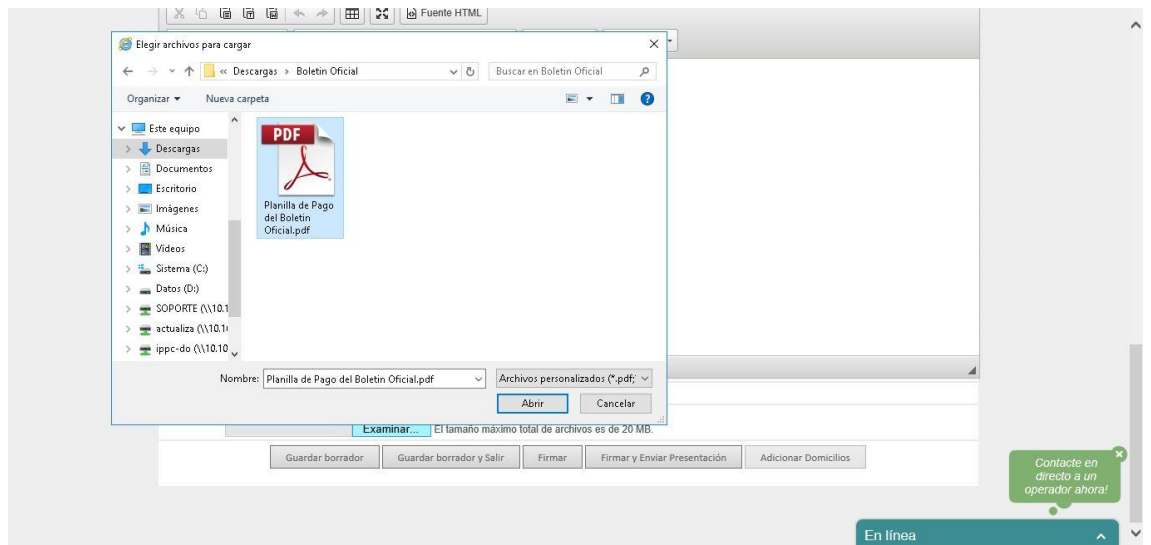 Fuente HTML
Elegir archivos para cargar
« Descargas > Boletin Oficial
Buscar en Boletin Oficial
Organizar
Nueva carpeta
Este equipo
Descargas
Documentos
Escritorio
Imágenes
Música
Vídeos
Sistema (C:)
Datos (D:)
SOPORTE (\\10.1
actualiza (\\10.1
ippc-do (\\10.10
PDF
Planilla de Pago
del Boletin
Oficial.pdf
Nombre: Planilla de Pago del Boletin Oficial.pdf
Archivos personalizados (*.pdf;
Abrir
Cancelar
Examinar... El tamaño máximo total de archivos es de 20 MB.
Guardar borrador
Guardar borrador y Salir
Firmar
Firmar y Enviar Presentación
Adicionar Domicilios
Contacte en
directo a un
operador ahora!
En línea